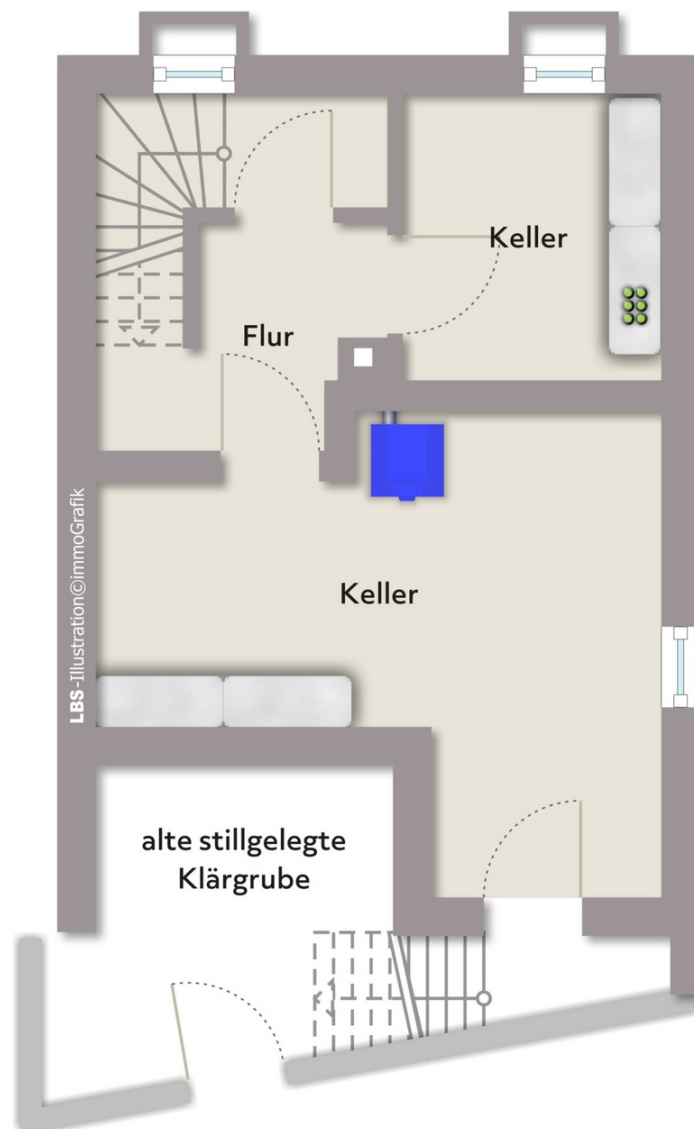 Keller
Flur
Keller
LBS-Illustration©immoGrafik
alte stillgelegte
Klärgrube